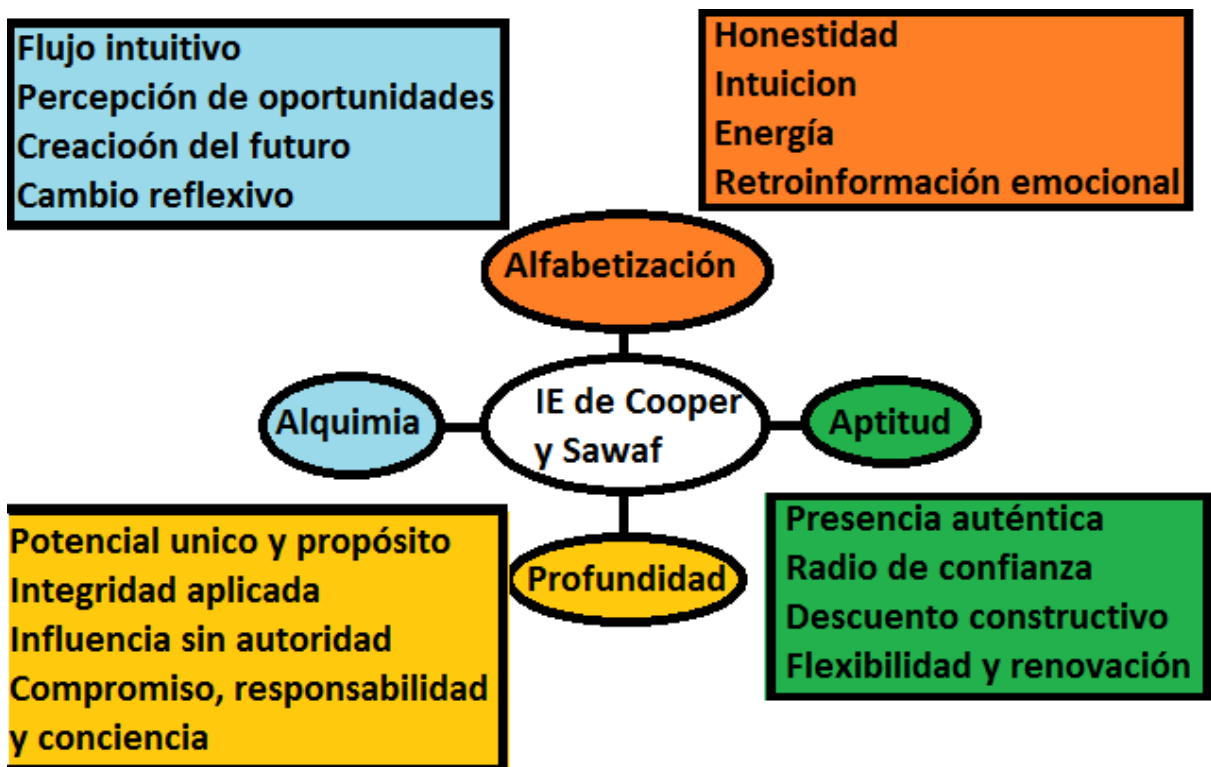 Flujo intuitivo
Percepción de oportunidades
Creacioón del futuro
Cambio reflexivo
Honestidad
Intuicion
Energía
Retroinformación emocional
Alfabetización
Alquimia
IE de Cooper
y Sawaf
Aptitud
Profundidad
Potencial unico y propósito
Integridad aplicada
Influencia sin autoridad
Compromiso, responsabilidad
y conciencia
Presencia auténtica
Radio de confianza
Descuento constructivo
Flexibilidad y renovación